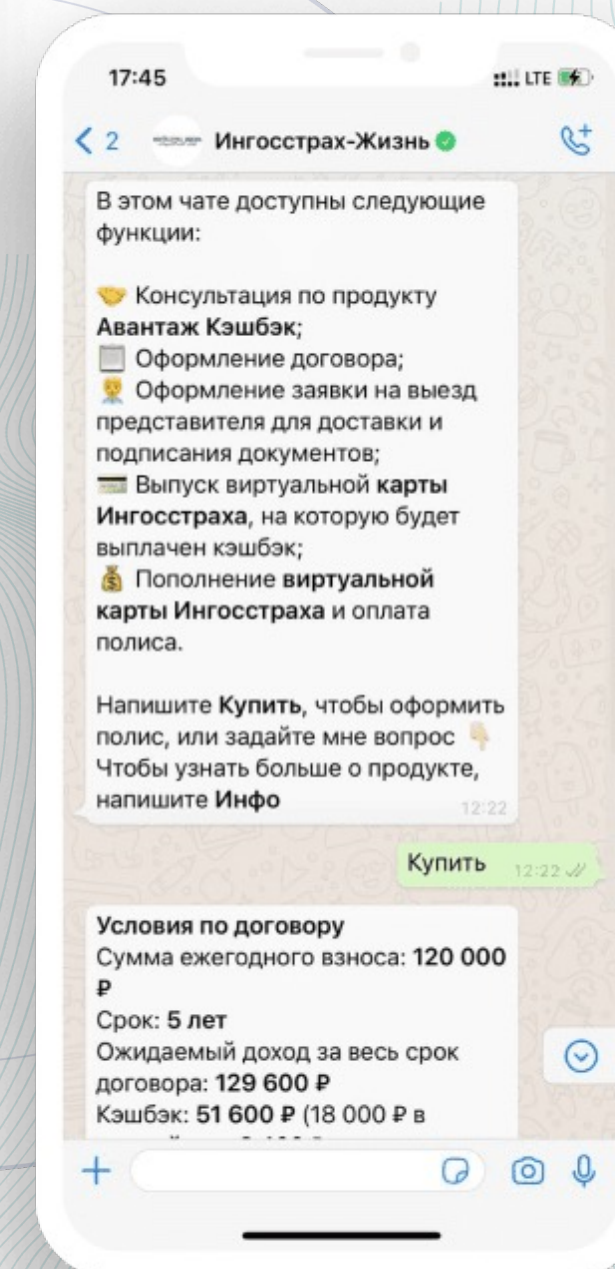 17:45
LTE
2
Ингосстрах-Жизнь
В этом чате доступны следующие
функции:
🤝 Консультация по продукту
Авантаж Кэшбэк;
Оформление договора;
Оформление заявки на выезд
представителя для доставки и
подписания документов;
💳 Выпуск виртуальной карты
Ингосстраха, на которую будет
выплачен кэшбэк;
💰 Пополнение виртуальной
карты Ингосстраха и оплата
полиса.
Напишите Купить, чтобы оформить
полис, или задайте мне вопрос 👇🏻
Чтобы узнать больше о продукте,
напишите Инфо
12:22
Купить
12:22
Условия по договору
Сумма ежегодного взноса: 120 000
₽
Срок: 5 лет
Ожидаемый доход за весь срок
договора: 129 600 ₽
Кэшбэк: 51 600 ₽ (18 000 ₽ в